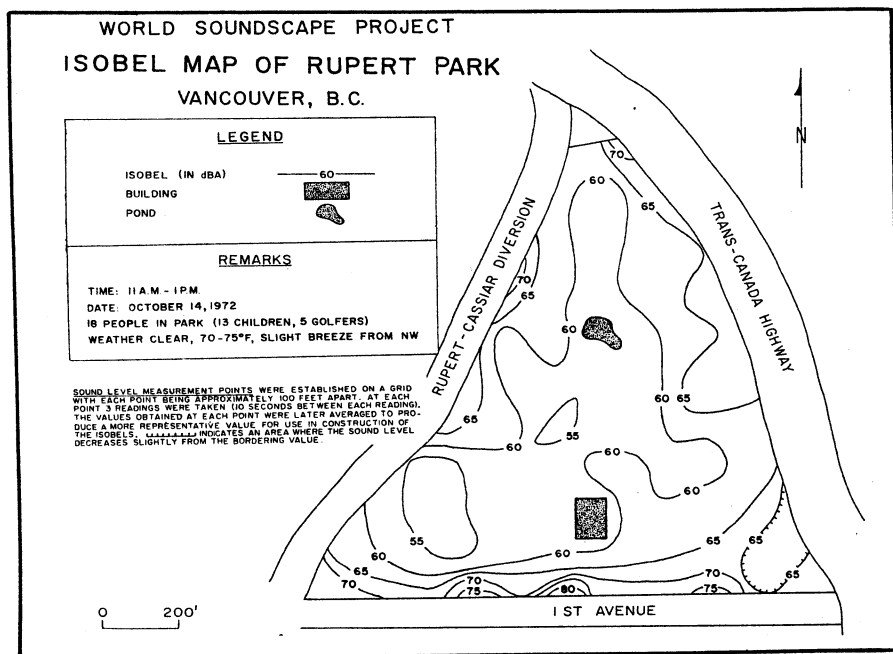 WORLD SOUNDSCAPE PROJECT
ISOBEL MAP OF RUPERT PARK
VANCOUVER, B.C.
LEGEND
ISOBEL (IN dBA) 60
BUILDING
POND
REMARKS
TIME: 11 A.M. - 1 P.M.
DATE: OCTOBER 14, 1972
18 PEOPLE IN PARK (13 CHILDREN, 5 GOLFERS)
WEATHER CLEAR, 70-75°F, SLIGHT BREEZE FROM NW
SOUND LEVEL MEASUREMENT POINTS WERE ESTABLISHED ON A GRID
WITH EACH POINT BEING APPROXIMATELY 100 FEET APART. AT EACH
POINT 3 READINGS WERE TAKEN (10 SECONDS BETWEEN EACH READING).
THE VALUES OBTAINED AT EACH POINT WERE LATER AVERAGED TO PRO-
DUCE A MORE REPRESENTATIVE VALUE FOR USE IN CONSTRUCTION OF
THE ISOBELS. INDICATES AN AREA WHERE THE SOUND LEVEL
DECREASES SLIGHTLY FROM THE BORDERING VALUE.
N
RUPERT-CASSIAR DIVERSION
TRANS-CANADA HIGHWAY
70
60
65
70
65
60
60
65
65
55
60
60
60
55
65
65
60
60
65
65
70
70
70
75
80
75
1ST AVENUE
0 200'